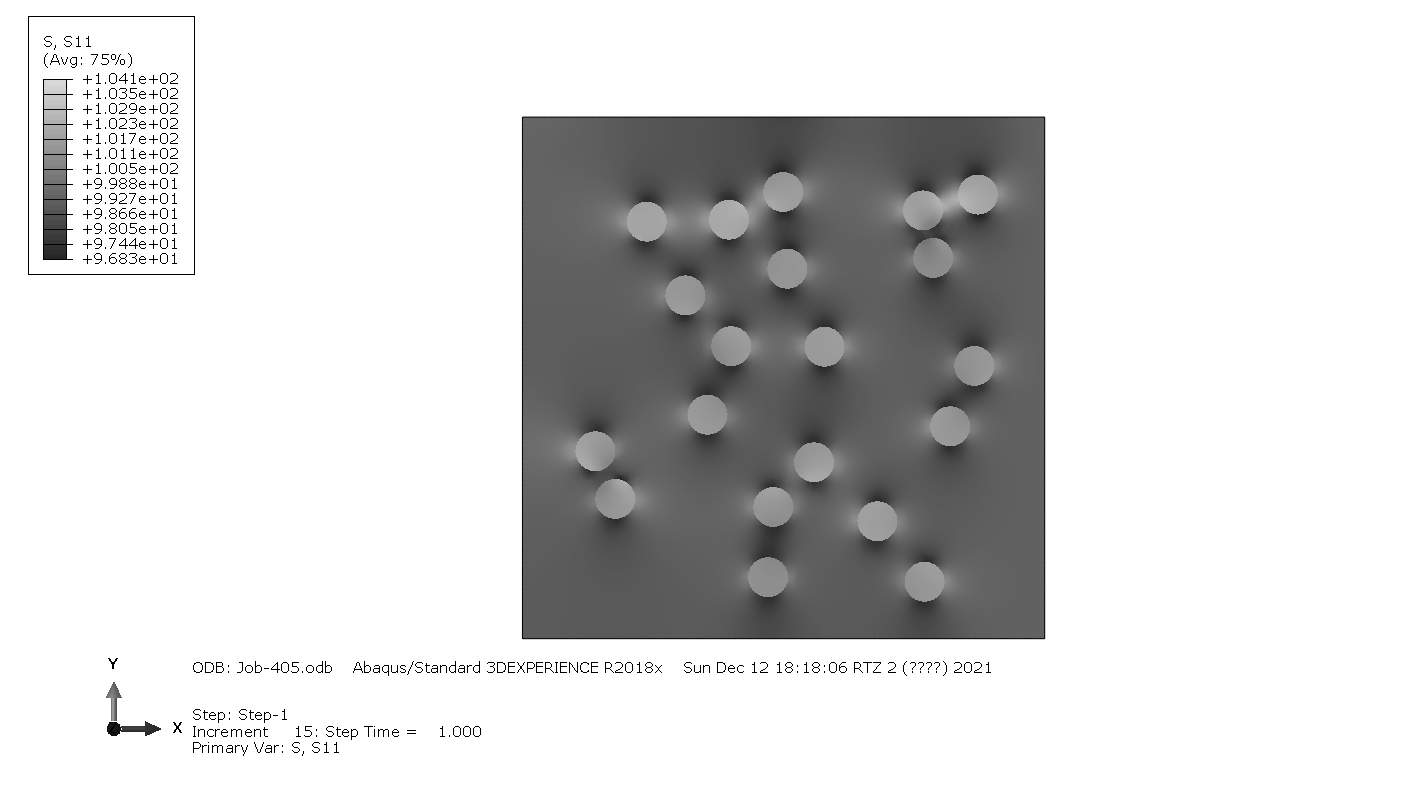 S, S11
(Avg: 75%)
+1.041e+02
+1.035e+02
+1.029e+02
+1.023e+02
+1.017e+02
+1.011e+02
+1.005e+02
+9.988e+01
+9.927e+01
+9.866e+01
+9.805e+01
+9.744e+01
+9.683e+01
Y
X
ODB: Job-405.odb Abaqus/Standard 3DEXPERIENCE R2018x Sun Dec 12 18:18:06 RTZ 2 (????) 2021
Step: Step-1
Increment 15: Step Time = 1.000
Primary Var: S, S11